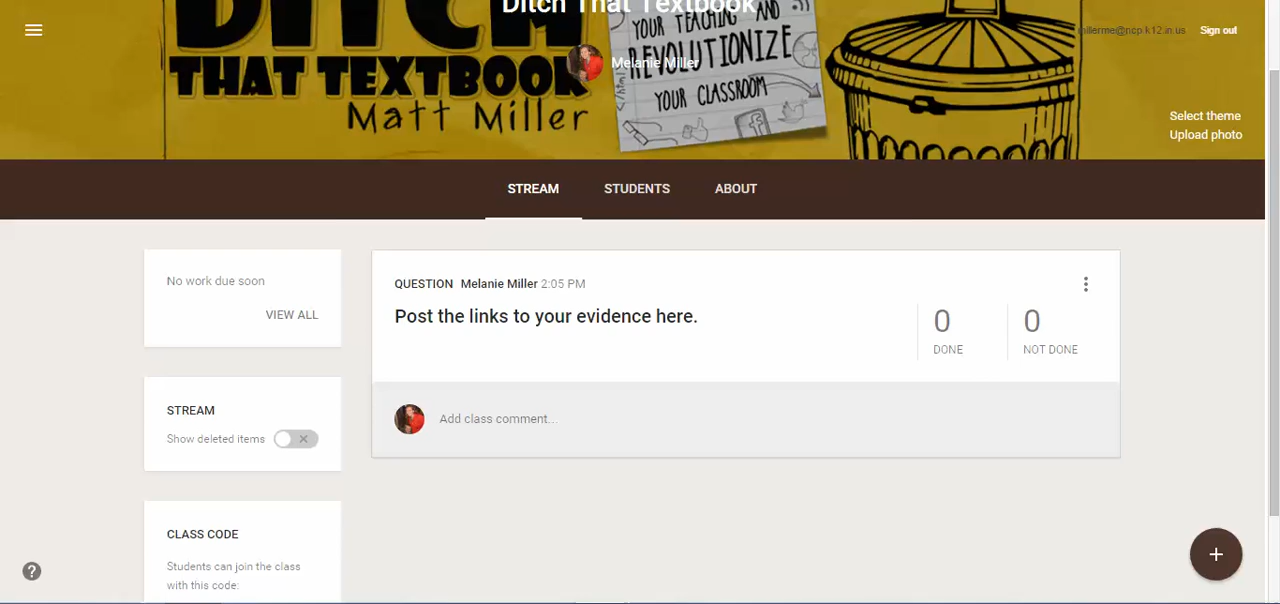 Ditch That Textbook
DITCH
THAT TEXTBOOK
Matt Miller
YOUR TEACHING AND
REVOLUTIONIZE
YOUR CLASSROOM
</html>
Melanie Miller
Sign out
Select theme
Upload photo
STREAM
STUDENTS
ABOUT
No work due soon
VIEW ALL
STREAM
Show deleted items
CLASS CODE
Students can join the class
with this code:
QUESTION Melanie Miller 2:05 PM
Post the links to your evidence here.
0
DONE
0
NOT DONE
Add class comment...